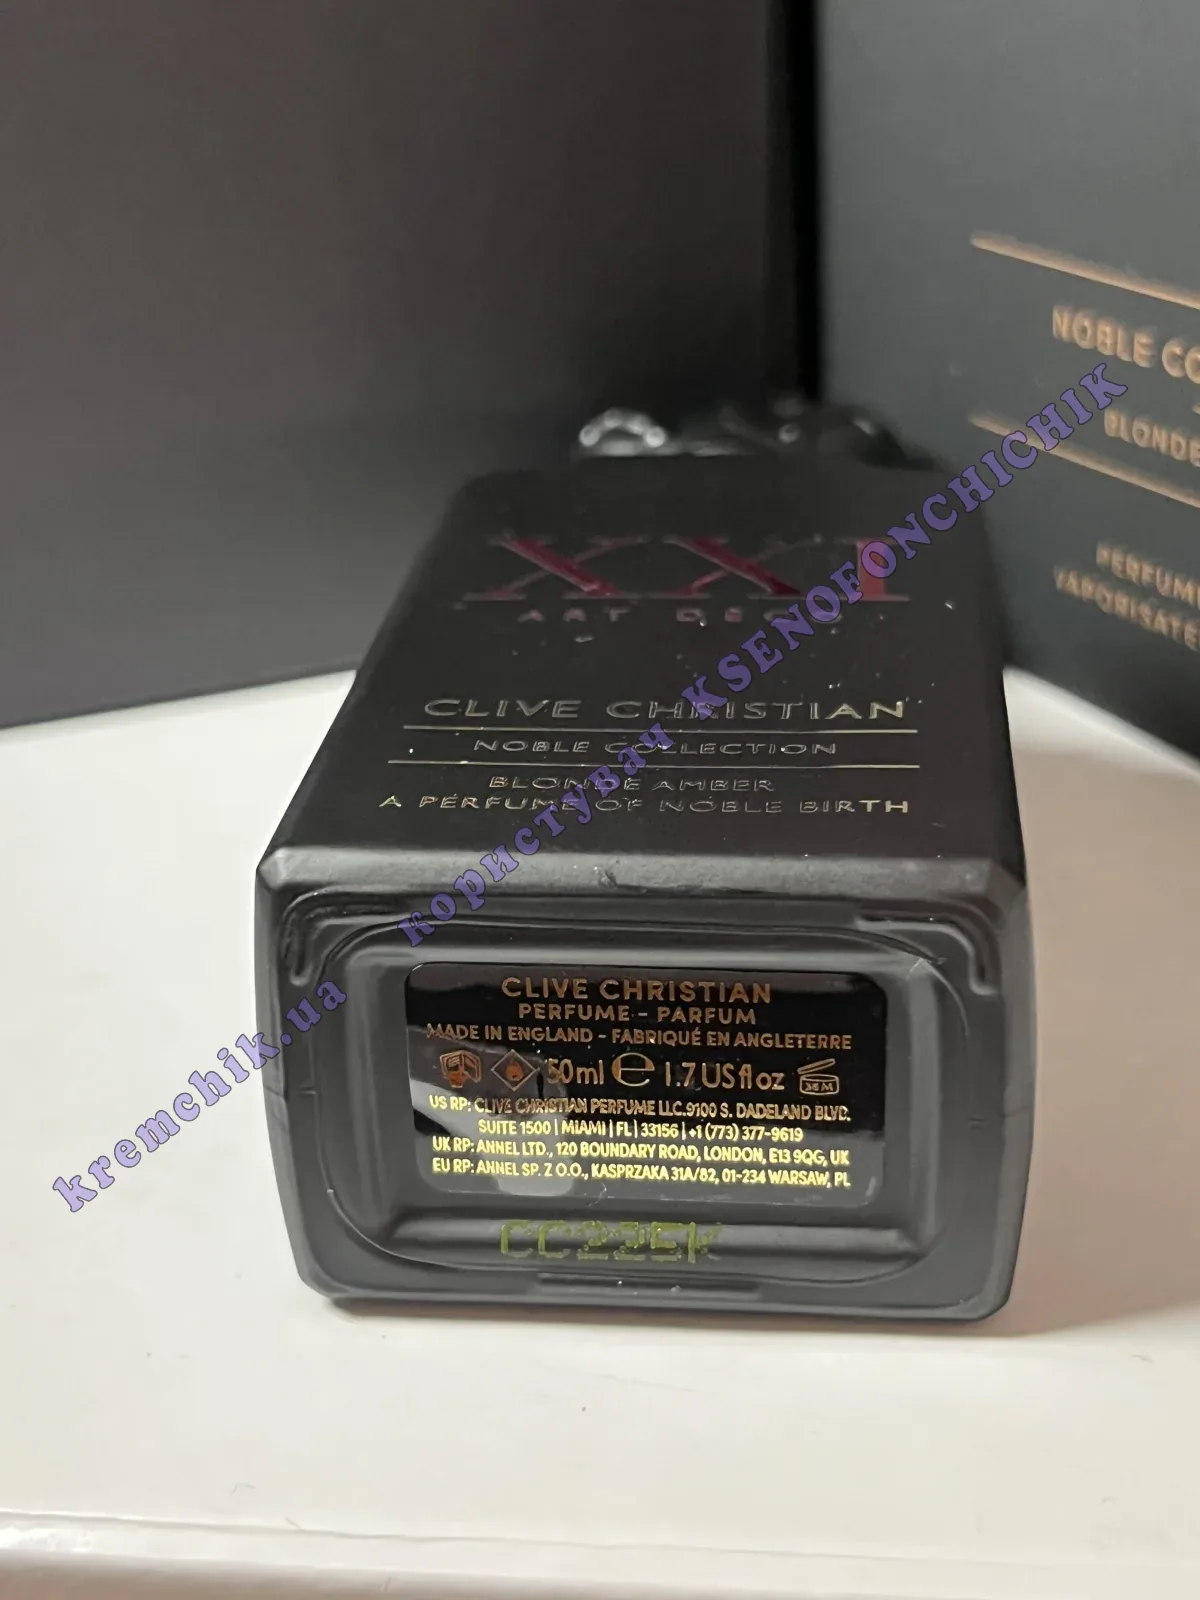 NOBLE CO
BLONDE
PERFUME
VAPORISATE
XXI
ART DECO
CLIVE CHRISTIAN
NOBLE COLLECTION
BLONDE AMBER
A PERFUME OF NOBLE BIRTH
CLIVE CHRISTIAN
PERFUME - PARFUM
MADE IN ENGLAND - FABRIQUÉ EN ANGLETERRE
50ml ℮ 1.7 US fl oz 36M
US RP: CLIVE CHRISTIAN PERFUME LLC.9100 S. DADELAND BLVD.
SUITE 1500 | MIAMI | FL | 33156 | +1 (773) 377-9619
UK RP: ANNEL LTD., 120 BOUNDARY ROAD, LONDON, E13 9QG, UK
EU RP: ANNEL SP. Z O.O., KASPRZAKA 31A/82, 01-234 WARSAW, PL
CC225K
kremchik.ua користувач KSENOFONCHICHIK